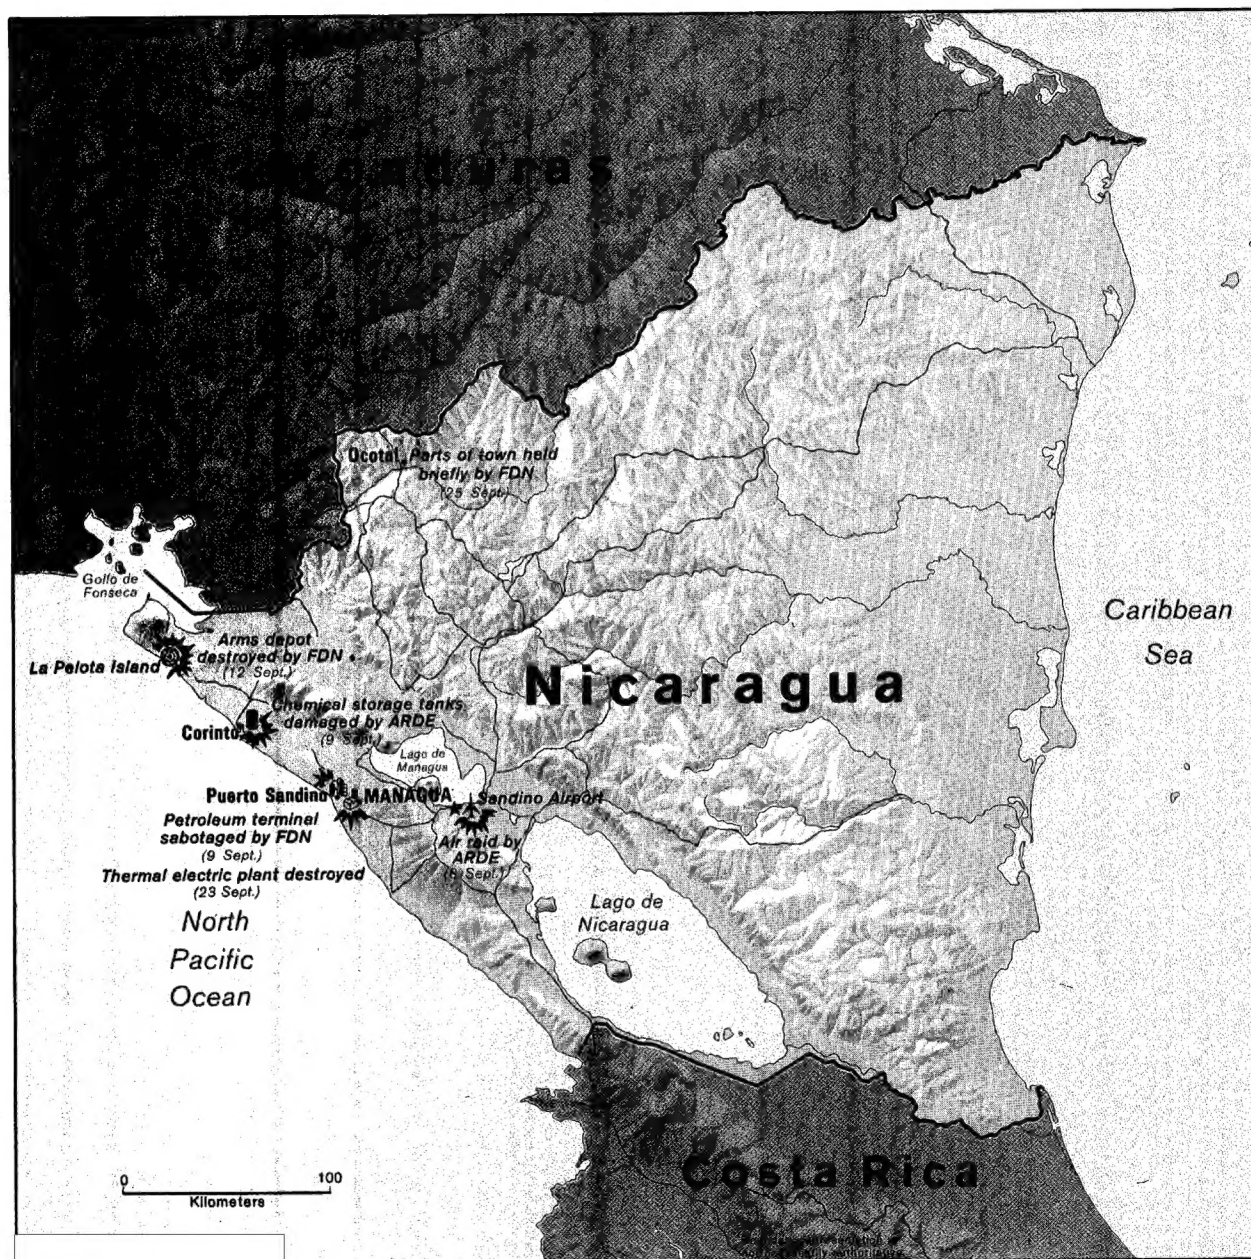 Honduras
Ocotal
Parts of town held
briefly by FDN
(25 Sept.)
Golfo de
Fonseca
Arms depot
destroyed by FDN
(12 Sept.)
La Pelota Island
Chemical storage tanks
damaged by ARDE
(9 Sept.)
Corinto
Nicaragua
Caribbean
Sea
Lago de
Managua
Puerto Sandino
MANAGUA
Sandino Airport
Petroleum terminal
sabotaged by FDN
(9 Sept.)
Air raid by
ARDE
(8 Sept.)
Thermal electric plant destroyed
(23 Sept.)
Lago de
Nicaragua
North
Pacific
Ocean
0 100
Kilometers
Costa Rica